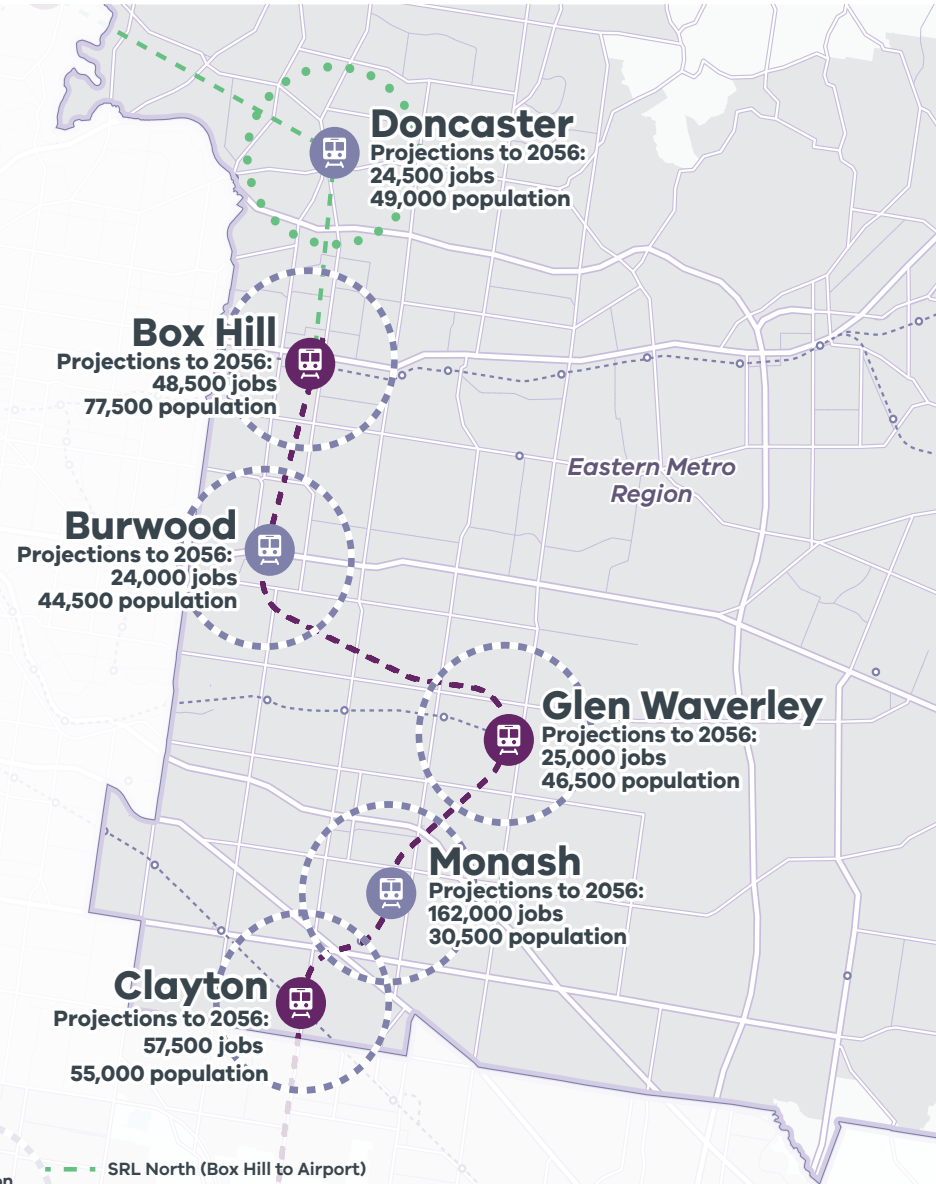 Doncaster
Projections to 2056:
24,500 jobs
49,000 population
Box Hill
Projections to 2056:
48,500 jobs
77,500 population
Eastern Metro
Region
Burwood
Projections to 2056:
24,000 jobs
44,500 population
Glen Waverley
Projections to 2056:
25,000 jobs
46,500 population
Monash
Projections to 2056:
162,000 jobs
30,500 population
Clayton
Projections to 2056:
57,500 jobs
55,000 population
SRL North (Box Hill to Airport)